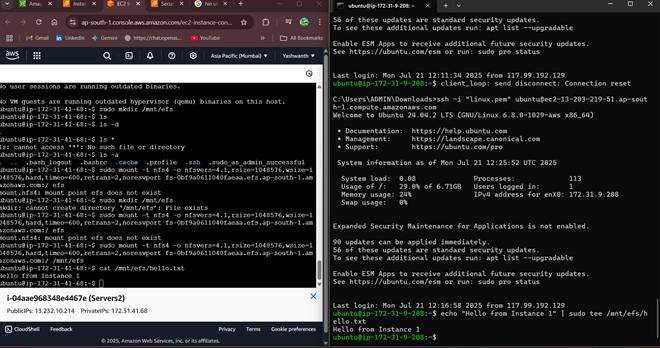 Aman
Insta
EC2 I
Secur
Nev s
ap-south-1.console.aws.amazon.com/ec2-instance-con...
Gmail
LinkedIn
Gemini
https://chat.openai....
YouTube
All Bookmarks
aws
Asia Pacific (Mumbai)
Yashwanth
No user sessions are running outdated binaries.
No VM guests are running outdated hypervisor (qemu) binaries on this host.
ubuntu@ip-172-31-41-68:~$ sudo mkdir /mnt/efs
ubuntu@ip-172-31-41-68:~$ ls
ubuntu@ip-172-31-41-68:~$ ls -d
.
ubuntu@ip-172-31-41-68:~$ ls *
ls: cannot access '*': No such file or directory
ubuntu@ip-172-31-41-68:~$ ls -a
. .. .bash_logout .bashrc .cache .profile .ssh .sudo_as_admin_successful
ubuntu@ip-172-31-41-68:~$ sudo mount -t nfs4 -o nfsvers=4.1,rsize=1048576,wsize=1
048576,hard,timeo=600,retrans=2,noresvport fs-0bf9a0611040faeaa.efs.ap-south-1.am
azonaws.com:/ efs
mount.nfs4: mount point efs does not exist
ubuntu@ip-172-31-41-68:~$ sudo mkdir /mnt/efs
mkdir: cannot create directory '/mnt/efs': File exists
ubuntu@ip-172-31-41-68:~$ sudo mount -t nfs4 -o nfsvers=4.1,rsize=1048576,wsize=1
048576,hard,timeo=600,retrans=2,noresvport fs-0bf9a0611040faeaa.efs.ap-south-1.am
azonaws.com:/ efs
mount.nfs4: mount point efs does not exist
ubuntu@ip-172-31-41-68:~$ sudo mount -t nfs4 -o nfsvers=4.1,rsize=1048576,wsize=1
048576,hard,timeo=600,retrans=2,noresvport fs-0bf9a0611040faeaa.efs.ap-south-1.am
azonaws.com:/ /mnt/efs
ubuntu@ip-172-31-41-68:~$ cat /mnt/efs/hello.txt
Hello from Instance 1
ubuntu@ip-172-31-41-68:~$
i-04aae968348e4467e (Servers2)
PublicIPs: 13.232.10.214 PrivateIPs: 172.31.41.68
CloudShell
Feedback
Privacy
Terms
Cookie preferences
© 2025, Amazon Web Services, Inc. or its affiliates.
ubuntu@ip-172-31-9-208: ~
56 of these updates are standard security updates.
To see these additional updates run: apt list --upgradable
Enable ESM Apps to receive additional future security updates.
See https://ubuntu.com/esm or run: sudo pro status
Last login: Mon Jul 21 12:11:34 2025 from 117.99.192.129
ubuntu@ip-172-31-9-208:~$ client_loop: send disconnect: Connection reset
C:\Users\ADMIN\Downloads>ssh -i "linux.pem" ubuntu@ec2-13-203-219-51.ap-sout
h-1.compute.amazonaws.com
Welcome to Ubuntu 24.04.2 LTS (GNU/Linux 6.8.0-1029-aws x86_64)
* Documentation: https://help.ubuntu.com
* Management: https://landscape.canonical.com
* Support: https://ubuntu.com/pro
System information as of Mon Jul 21 12:25:52 UTC 2025
System load: 0.08 Processes: 113
Usage of /: 29.0% of 6.71GB Users logged in: 1
Memory usage: 24% IPv4 address for enX0: 172.31.9.208
Swap usage: 0%
Expanded Security Maintenance for Applications is not enabled.
90 updates can be applied immediately.
56 of these updates are standard security updates.
To see these additional updates run: apt list --upgradable
Enable ESM Apps to receive additional future security updates.
See https://ubuntu.com/esm or run: sudo pro status
Last login: Mon Jul 21 12:16:58 2025 from 117.99.192.129
ubuntu@ip-172-31-9-208:~$ echo "Hello from Instance 1" | sudo tee /mnt/efs/h
ello.txt
Hello from Instance 1
ubuntu@ip-172-31-9-208:~$